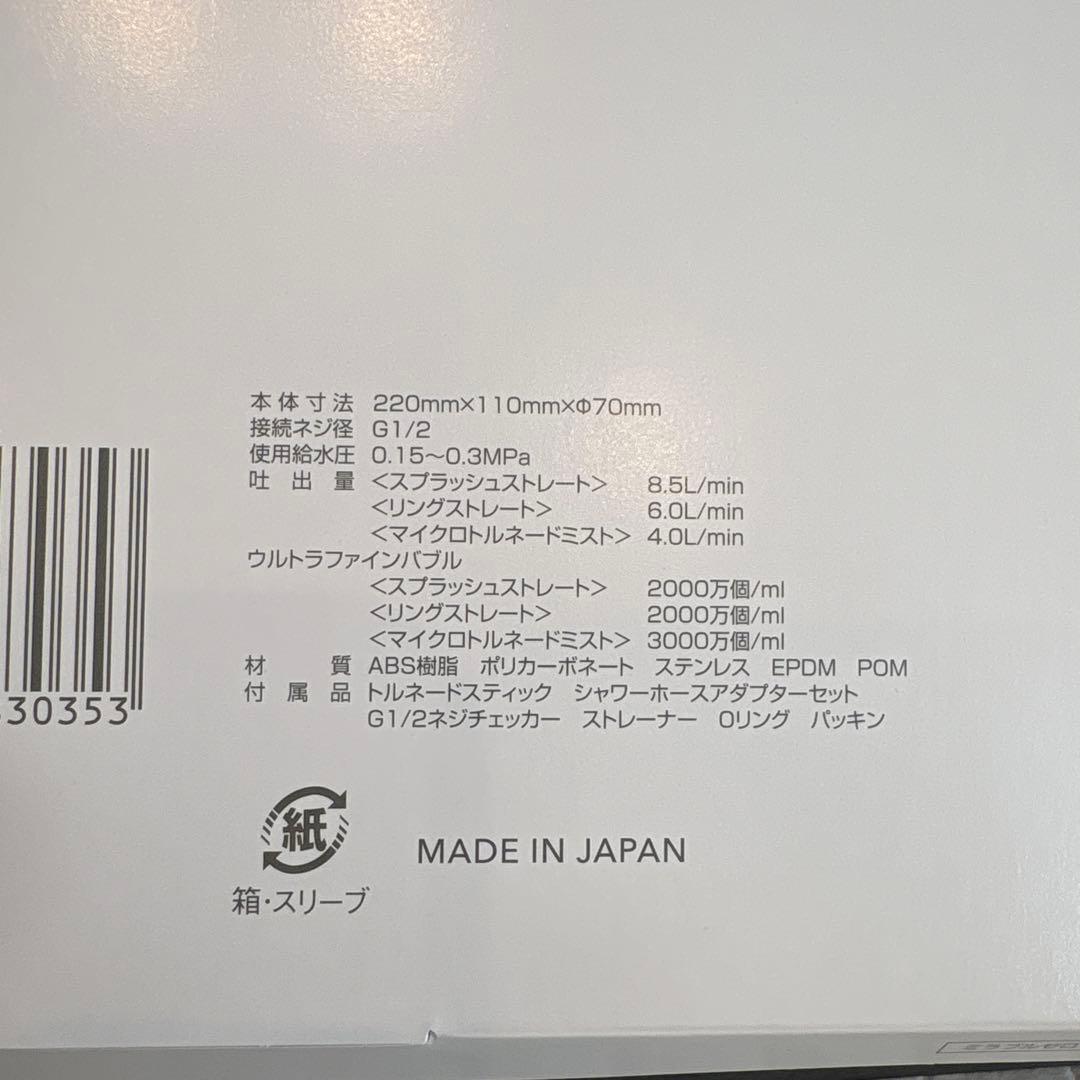 本体寸法 220mm×110mm×Φ70mm
接続ネジ径 G1/2
使用給水圧 0.15〜0.3MPa
吐出量 <スプラッシュストレート> 8.5L/min
<リングストレート> 6.0L/min
<マイクロトルネードミスト> 4.0L/min
ウルトラファインバブル
<スプラッシュストレート> 2000万個/ml
<リングストレート> 2000万個/ml
<マイクロトルネードミスト> 3000万個/ml
材質 ABS樹脂 ポリカーボネート ステンレス EPDM POM
付属品 トルネードスティック シャワーホースアダプターセット
G1/2ネジチェッカー ストレーナー Oリング パッキン
30353
紙
MADE IN JAPAN
箱・スリーブ